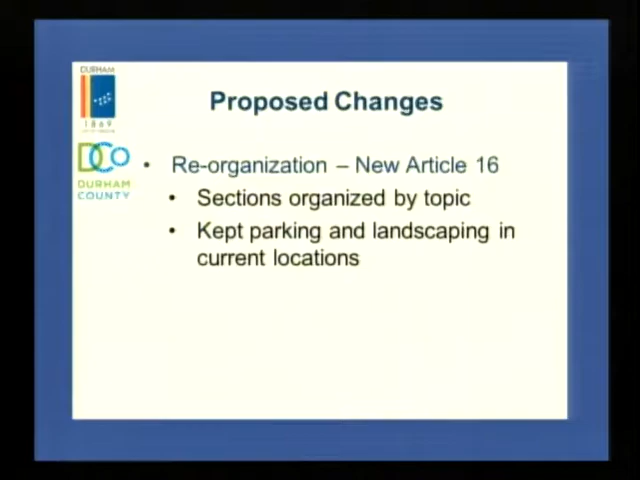 DURHAM
1869
Proposed Changes
DCo
DURHAM
COUNTY
• Re-organization – New Article 16
• Sections organized by topic
• Kept parking and landscaping in
current locations